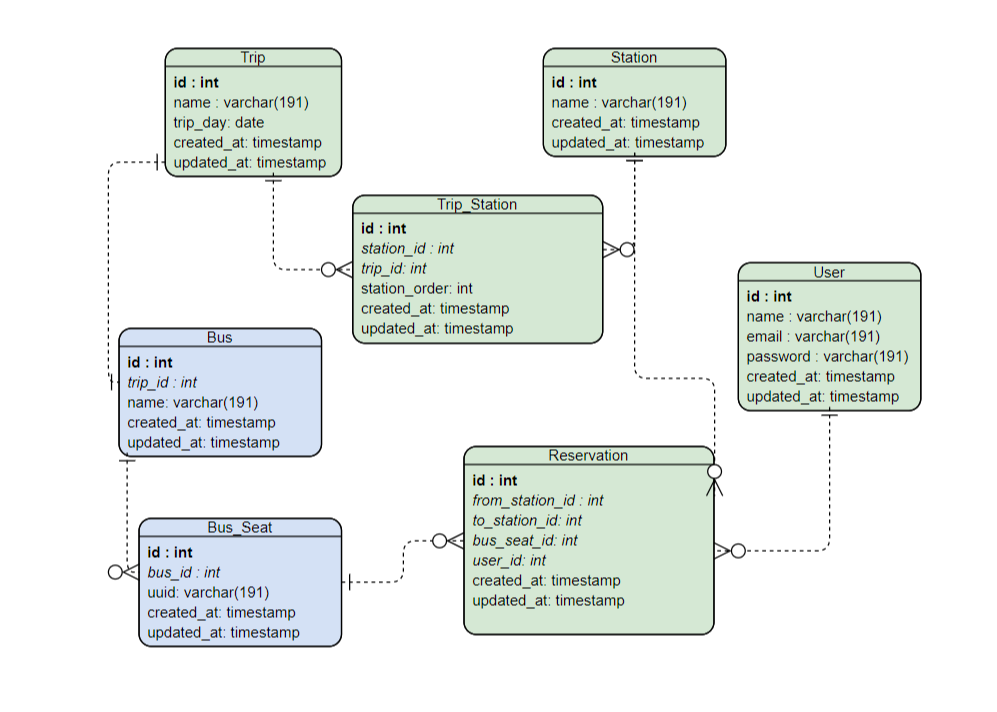 Trip
id : int
name : varchar(191)
trip_day: date
created_at: timestamp
updated_at: timestamp
Station
id : int
name : varchar(191)
created_at: timestamp
updated_at: timestamp
Trip_Station
id : int
station_id : int
trip_id: int
station_order: int
created_at: timestamp
updated_at: timestamp
User
id : int
name : varchar(191)
email : varchar(191)
password : varchar(191)
created_at: timestamp
updated_at: timestamp
Bus
id : int
trip_id : int
name: varchar(191)
created_at: timestamp
updated_at: timestamp
Reservation
id : int
from_station_id : int
to_station_id: int
bus_seat_id: int
user_id: int
created_at: timestamp
updated_at: timestamp
Bus_Seat
id : int
bus_id : int
uuid: varchar(191)
created_at: timestamp
updated_at: timestamp